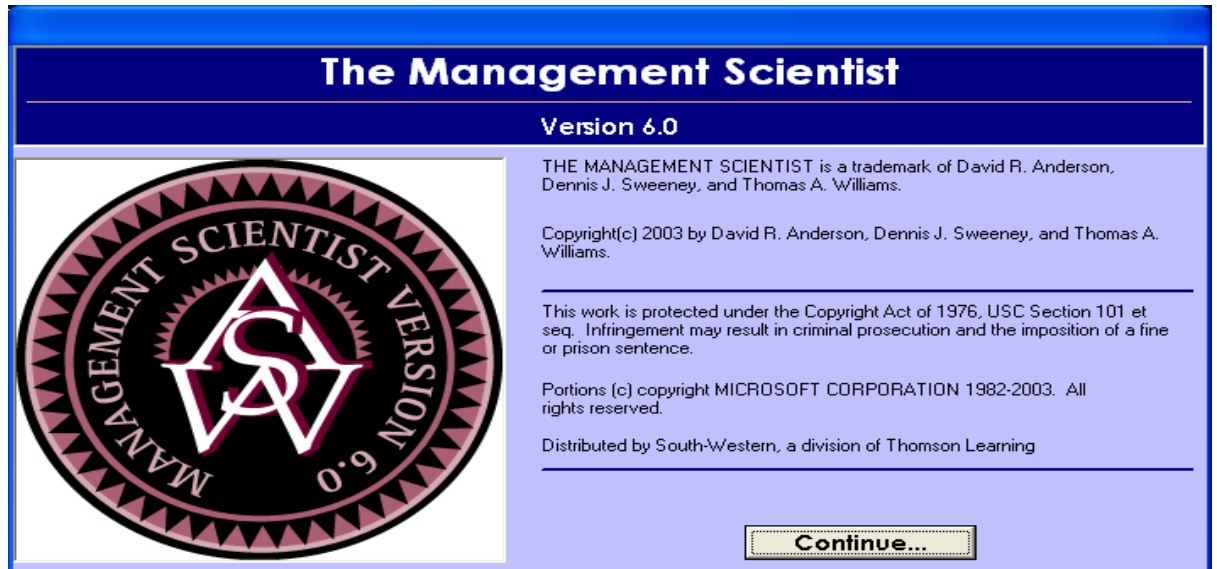 The Management Scientist
Version 6.0
MANAGEMENT SCIENTIST VERSION 6.0
ASW
THE MANAGEMENT SCIENTIST is a trademark of David R. Anderson,
Dennis J. Sweeney, and Thomas A. Williams.
Copyright(c) 2003 by David R. Anderson, Dennis J. Sweeney, and Thomas A.
Williams.
This work is protected under the Copyright Act of 1976, USC Section 101 et
seq. Infringement may result in criminal prosecution and the imposition of a fine
or prison sentence.
Portions (c) copyright MICROSOFT CORPORATION 1982-2003. All
rights reserved.
Distributed by South-Western, a division of Thomson Learning
Continue...